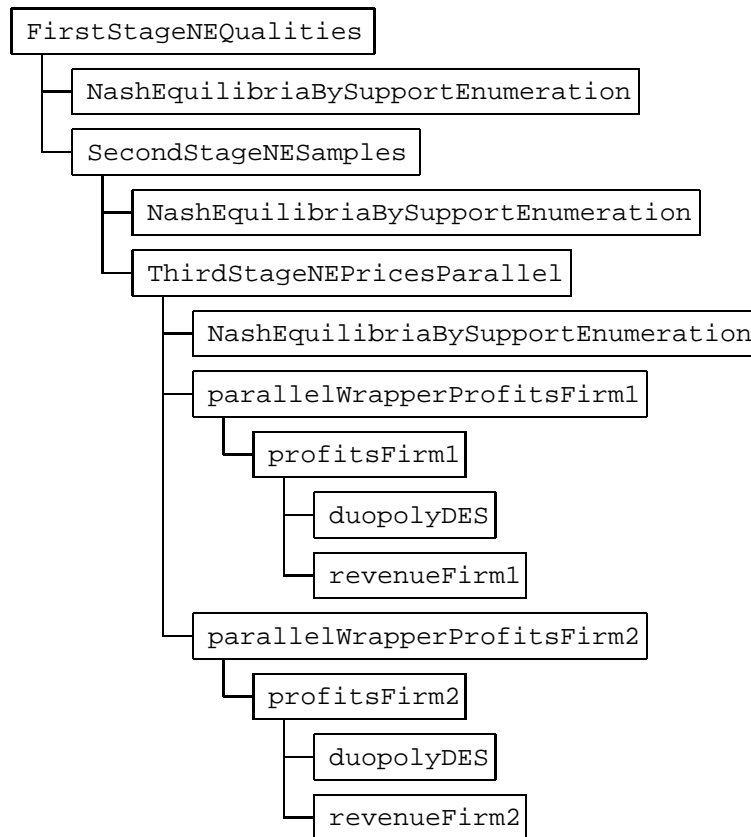 FirstStageNEQualities
NashEquilibriaBySupportEnumeration
SecondStageNESamples
NashEquilibriaBySupportEnumeration
ThirdStageNEPricesParallel
NashEquilibriaBySupportEnumeration
parallelWrapperProfitsFirm1
profitsFirm1
duopolyDES
revenueFirm1
parallelWrapperProfitsFirm2
profitsFirm2
duopolyDES
revenueFirm2